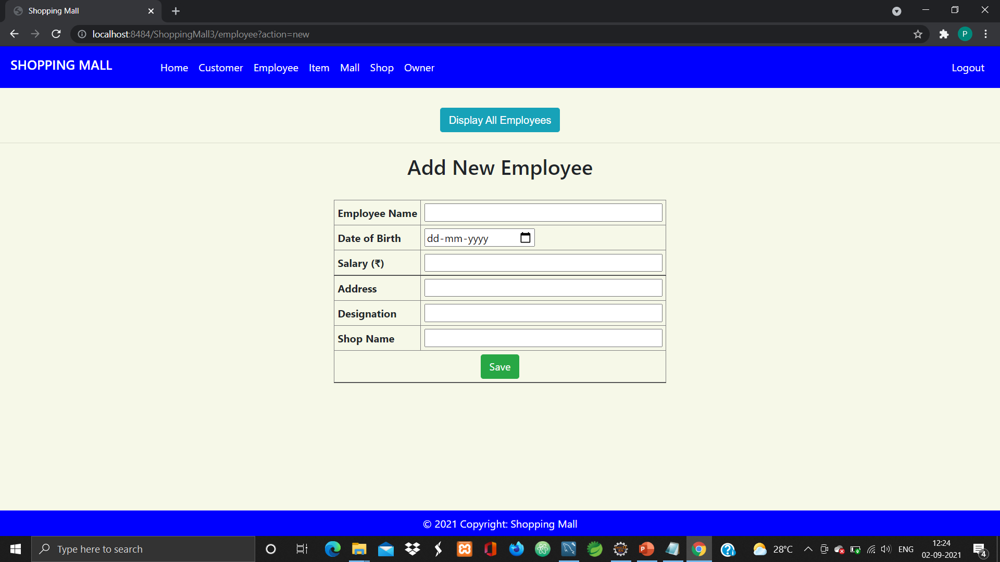 Shopping Mall
localhost:8484/ShoppingMall3/employee?action=new
P
SHOPPING MALL
Home Customer Employee Item Mall Shop Owner
Logout
Display All Employees
Add New Employee
Employee Name
Date of Birth
dd-mm-yyyy
Salary (₹)
Address
Designation
Shop Name
Save
© 2021 Copyright: Shopping Mall
Type here to search
28°C
ENG
12:24
02-09-2021
4